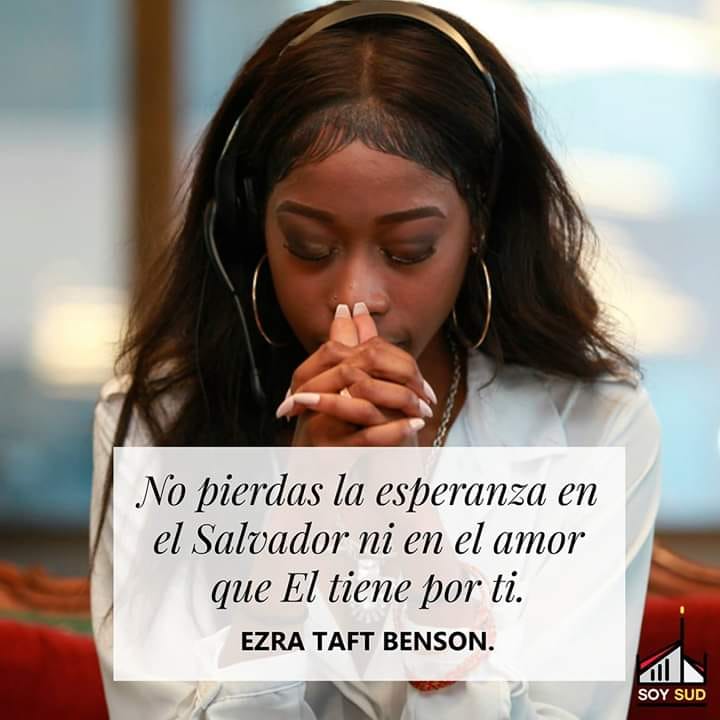 No pierdas la esperanza en
el Salvador ni en el amor
que El tiene por ti.
EZRA TAFT BENSON.
SOY SUD